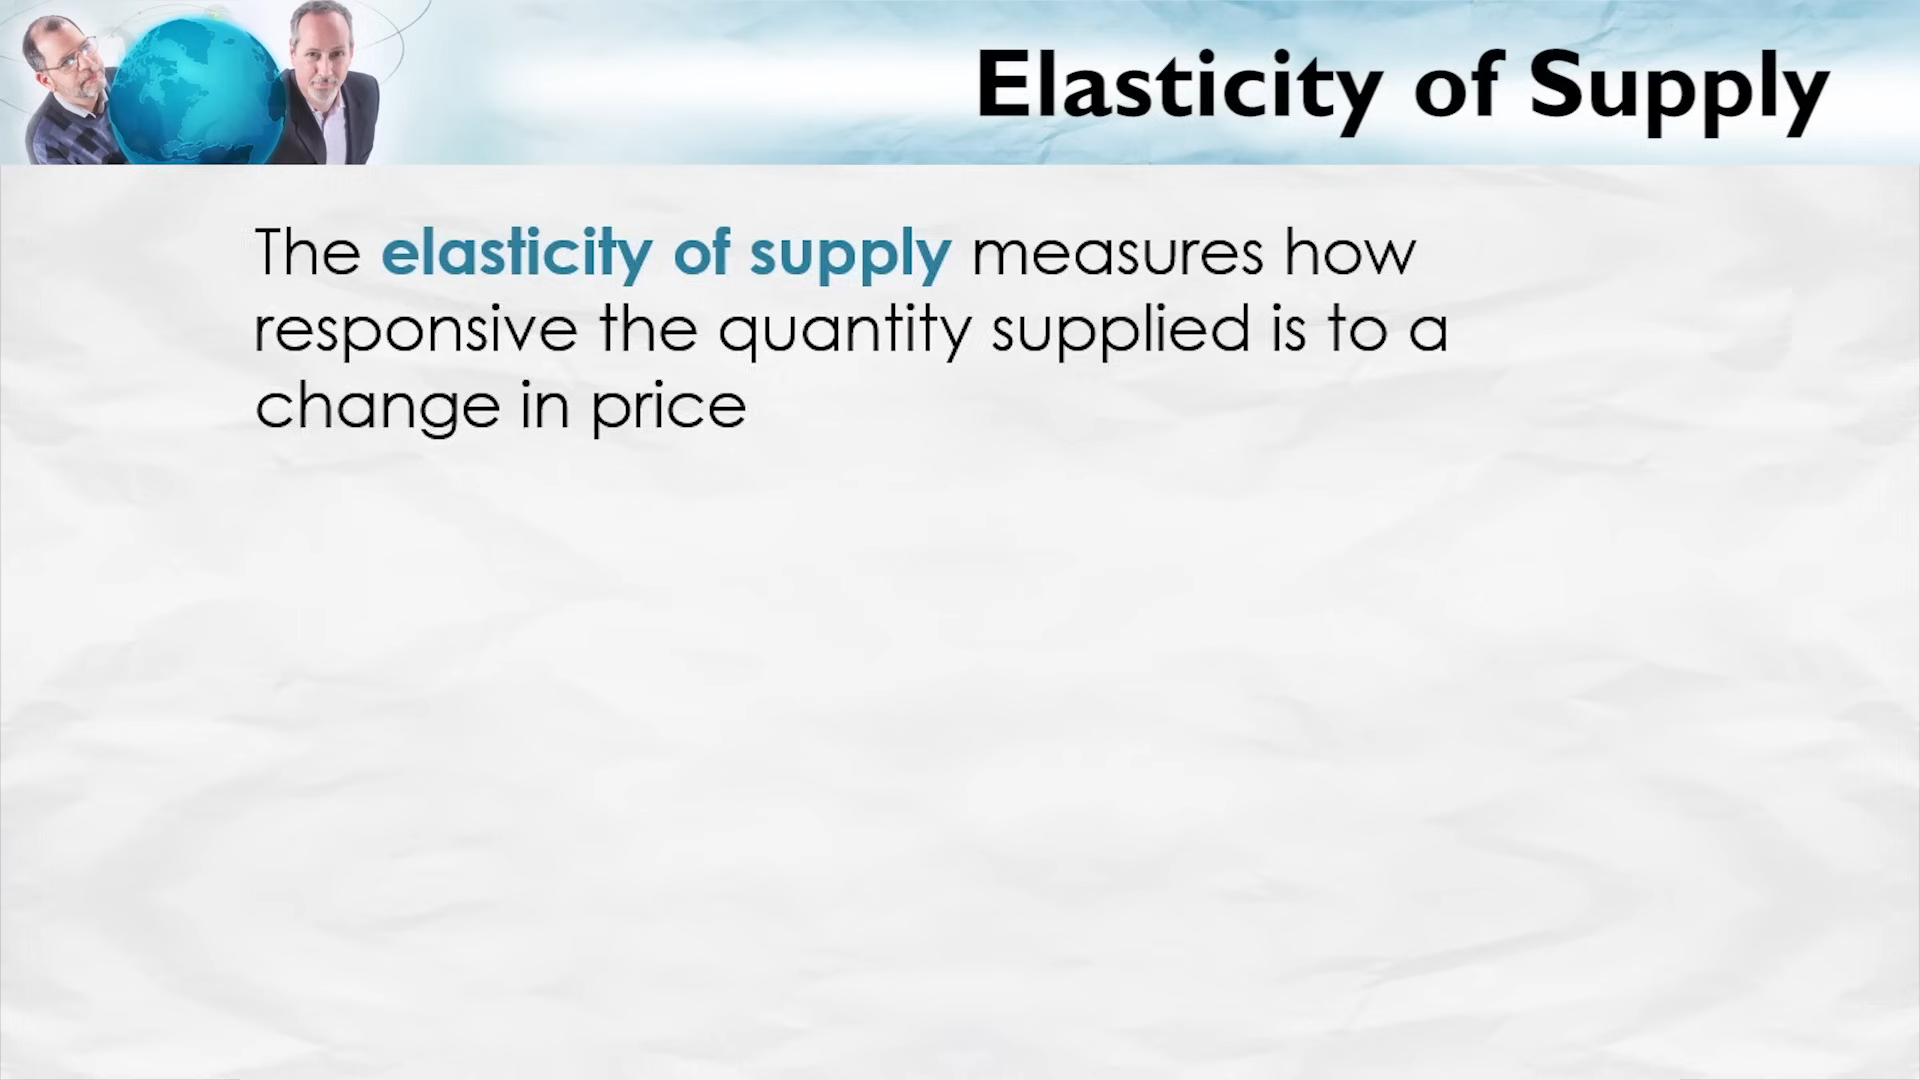 Elasticity of Supply
The elasticity of supply measures how
responsive the quantity supplied is to a
change in price